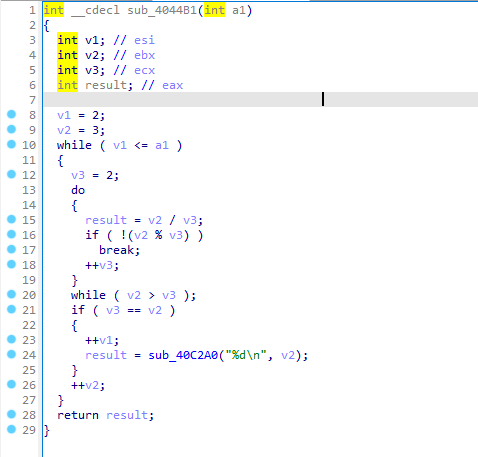 1 int __cdecl sub_4044B1(int a1)
2 {
3 int v1; // esi
4 int v2; // ebx
5 int v3; // ecx
6 int result; // eax
7
8 v1 = 2;
9 v2 = 3;
10 while ( v1 <= a1 )
11 {
12 v3 = 2;
13 do
14 {
15 result = v2 / v3;
16 if ( !(v2 % v3) )
17 break;
18 ++v3;
19 }
20 while ( v2 > v3 );
21 if ( v3 == v2 )
22 {
23 ++v1;
24 result = sub_40C2A0("%d\n", v2);
25 }
26 ++v2;
27 }
28 return result;
29 }